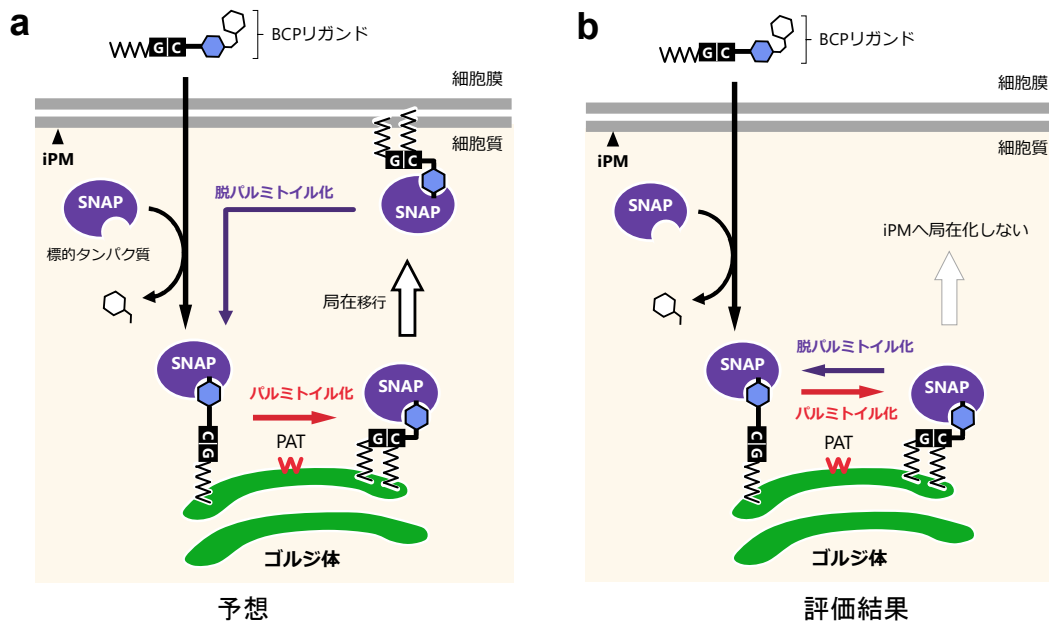 a
G C
BCPリガンド
細胞膜
細胞質
iPM
G C
SNAP
脱パルミトイル化
SNAP
標的タンパク質
局在移行
SNAP
パルミトイル化
SNAP
C G
PAT
G C
ゴルジ体
予想
b
G C
BCPリガンド
細胞膜
細胞質
iPM
SNAP
iPMへ局在化しない
SNAP
脱パルミトイル化
パルミトイル化
SNAP
C G
PAT
G C
ゴルジ体
評価結果